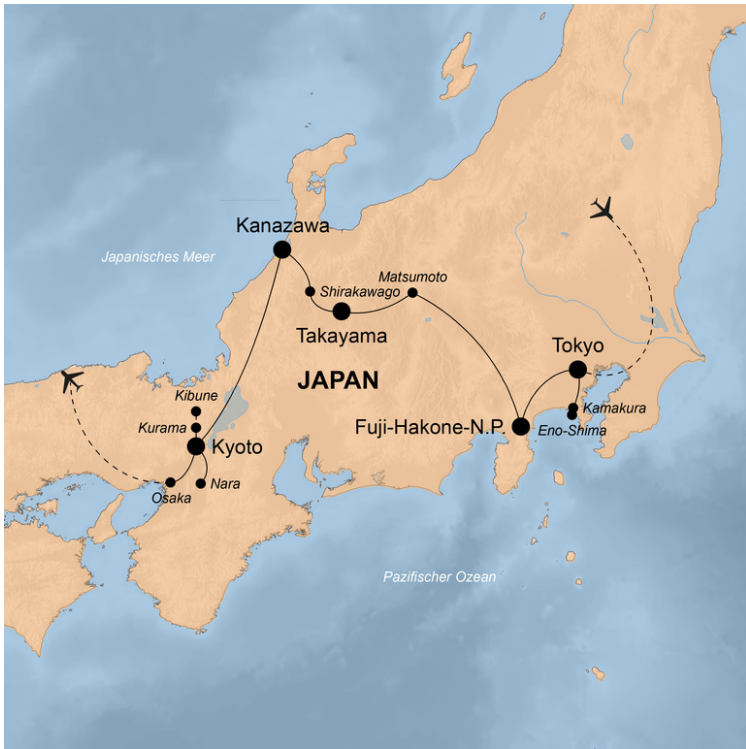 Kanazawa
Japanisches Meer
Matsumoto
Shirakawago
Takayama
Tokyo
JAPAN
Kibune
Kamakura
Kurama
Fuji-Hakone-N.P.
Eno-Shima
Kyoto
Nara
Osaka
Pazifischer Ozean